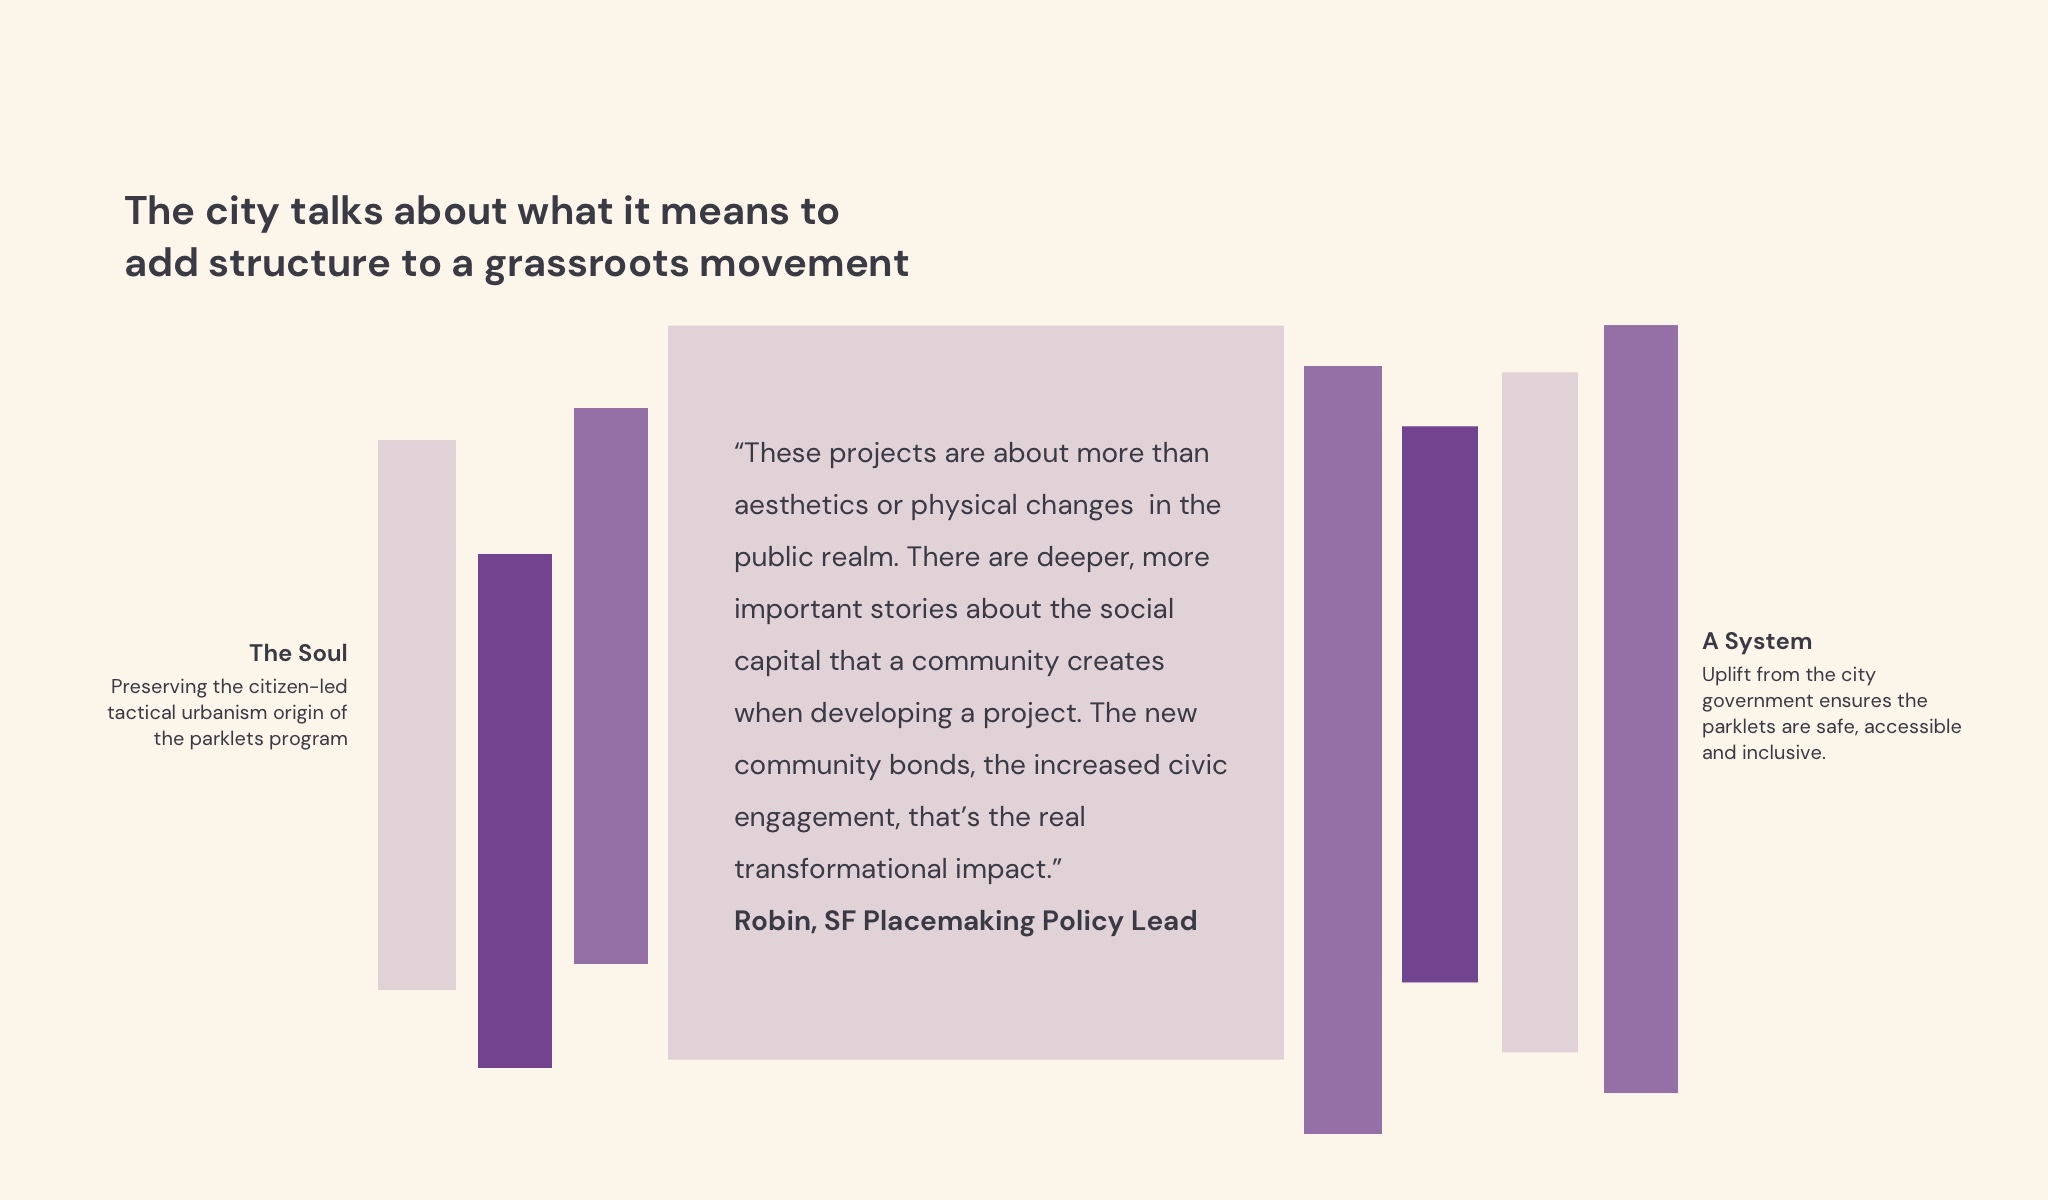 The city talks about what it means to
add structure to a grassroots movement
The Soul
Preserving the citizen-led
tactical urbanism origin of
the parklets program
“These projects are about more than
aesthetics or physical changes  in the
public realm. There are deeper, more
important stories about the social
capital that a community creates
when developing a project. The new
community bonds, the increased civic
engagement, that’s the real
transformational impact.”
Robin, SF Placemaking Policy Lead
A System
Uplift from the city
government ensures the
parklets are safe, accessible
and inclusive.